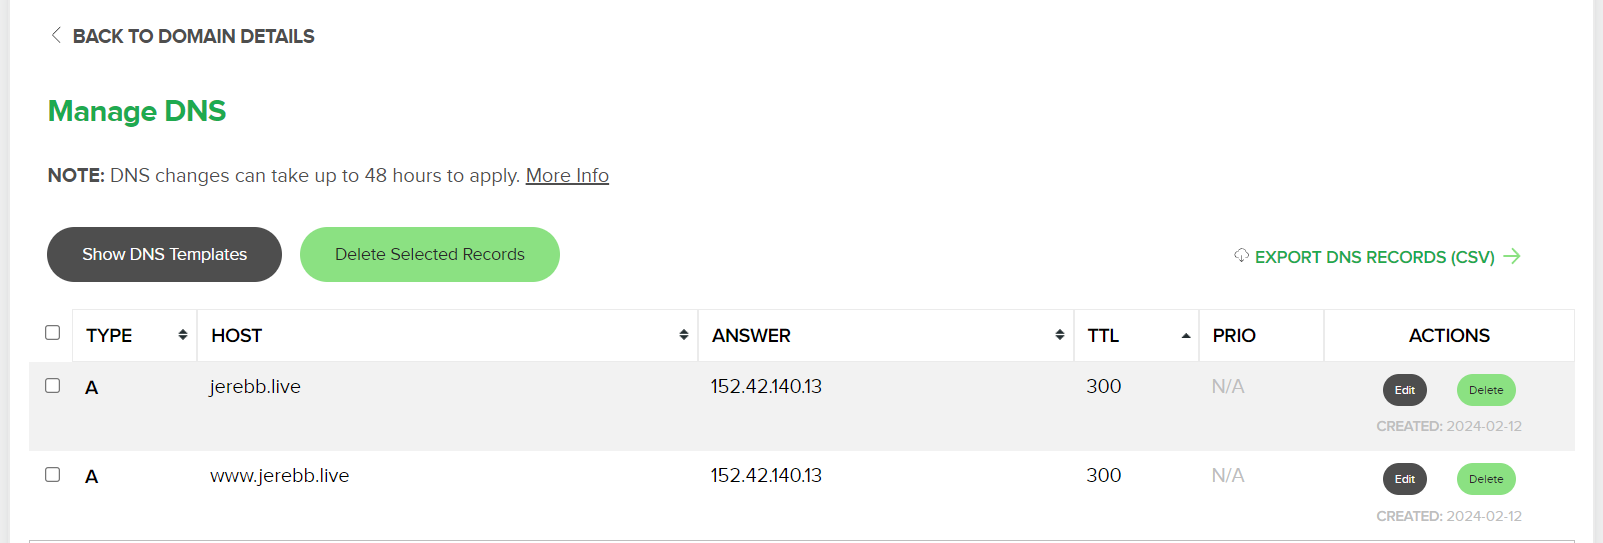 BACK TO DOMAIN DETAILS
Manage DNS
NOTE: DNS changes can take up to 48 hours to apply. More Info
Show DNS Templates Delete Selected Records EXPORT DNS RECORDS (CSV)
TYPE HOST ANSWER TTL PRIO ACTIONS
A jerebb.live 152.42.140.13 300 N/A Edit Delete
CREATED: 2024-02-12
A www.jerebb.live 152.42.140.13 300 N/A Edit Delete
CREATED: 2024-02-12